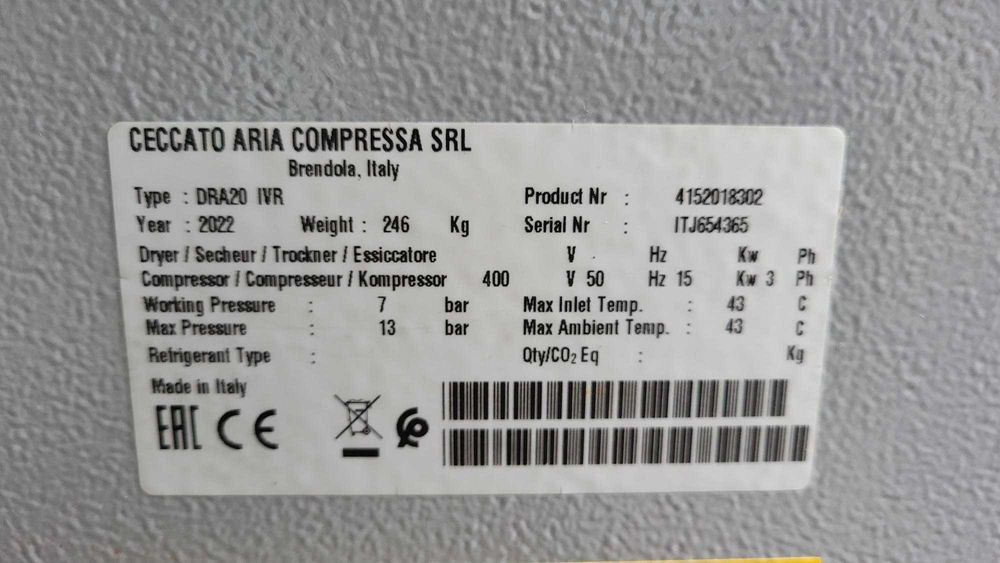 CECCATO ARIA COMPRESSA SRL
Brendola, Italy
Type : DRA20 IVR Product Nr : 4152018302
Year : 2022 Weight : 246 Kg Serial Nr : ITJ654365
Dryer / Secheur / Trockner / Essiccatore V Hz Kw Ph
Compressor / Compresseur / Kompressor 400 V 50 Hz 15 Kw 3 Ph
Working Pressure : 7 bar Max Inlet Temp. : 43 C
Max Pressure : 13 bar Max Ambient Temp. : 43 C
Refrigerant Type : Qty/CO₂ Eq : Kg
Made in Italy
EAC CE